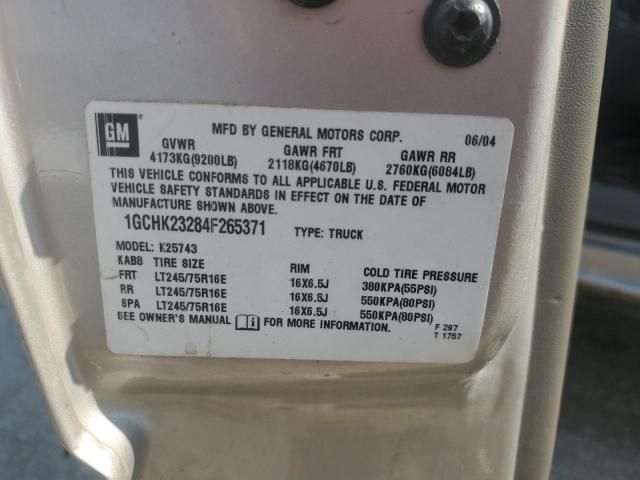 GM
MFD BY GENERAL MOTORS CORP. 06/04
GVWR GAWR FRT GAWR RR
4173KG(9200LB) 2118KG(4670LB) 2760KG(6084LB)
THIS VEHICLE CONFORMS TO ALL APPLICABLE U.S. FEDERAL MOTOR
VEHICLE SAFETY STANDARDS IN EFFECT ON THE DATE OF
MANUFACTURE SHOWN ABOVE.
1GCHK23284F265371 TYPE: TRUCK
MODEL: K25743
KAB8 TIRE SIZE RIM COLD TIRE PRESSURE
FRT LT245/75R16E 16X6.5J 380KPA(55PSI)
RR LT245/75R16E 16X6.5J 550KPA(80PSI)
SPA LT245/75R16E 16X6.5J 550KPA(80PSI)
SEE OWNER'S MANUAL FOR MORE INFORMATION.
F 297
T 1757